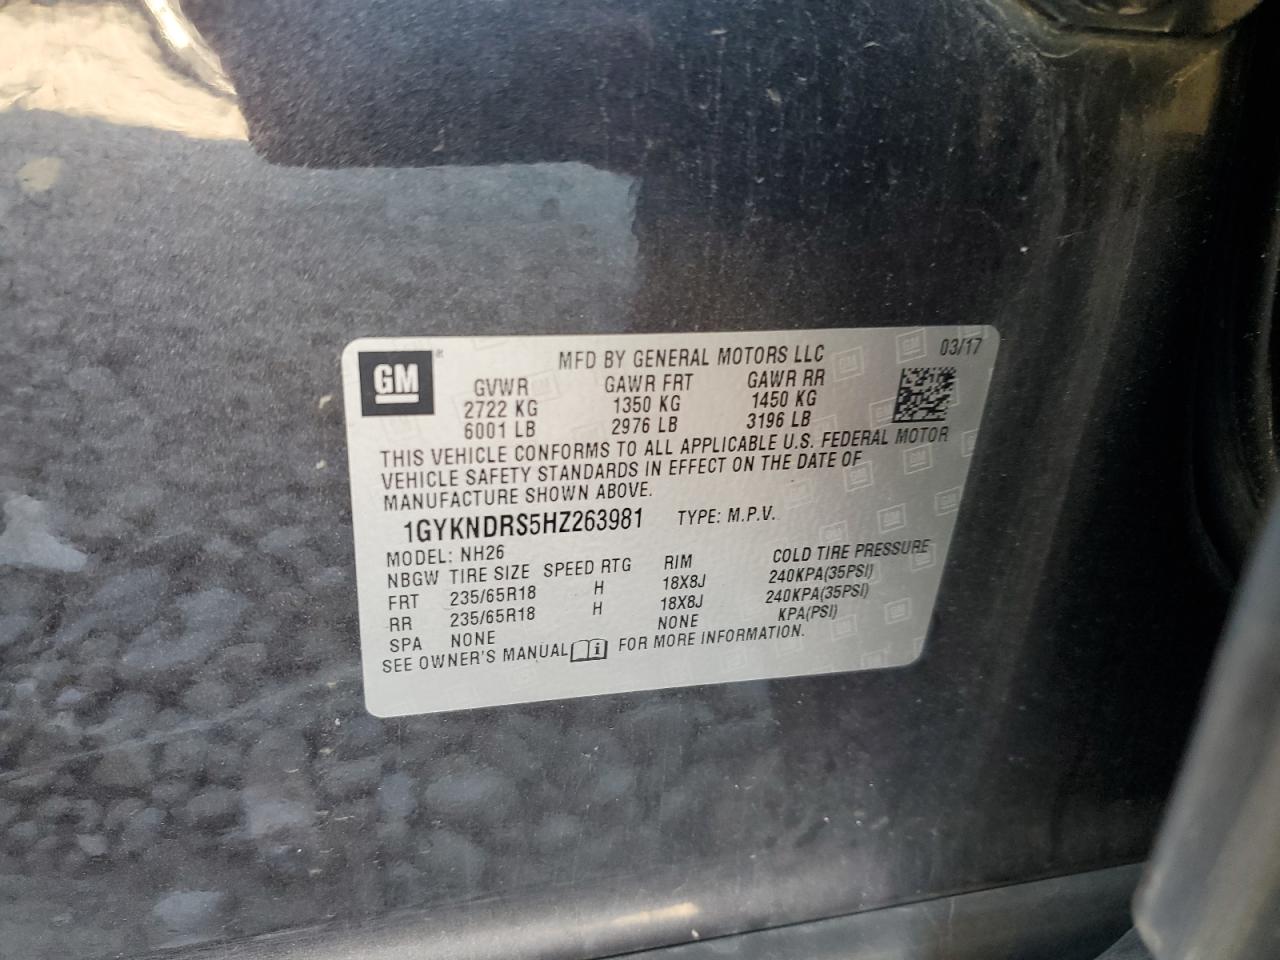 GM
MFD BY GENERAL MOTORS LLC 03/17
GVWR GAWR FRT GAWR RR
2722 KG 1350 KG 1450 KG
6001 LB 2976 LB 3196 LB
THIS VEHICLE CONFORMS TO ALL APPLICABLE U.S. FEDERAL MOTOR
VEHICLE SAFETY STANDARDS IN EFFECT ON THE DATE OF
MANUFACTURE SHOWN ABOVE.
1GYKNDRS5HZ263981 TYPE: M.P.V.
MODEL: NH26
NBGW TIRE SIZE SPEED RTG RIM COLD TIRE PRESSURE
FRT 235/65R18 H 18X8J 240KPA(35PSI)
RR 235/65R18 H 18X8J 240KPA(35PSI)
SPA NONE NONE KPA(PSI)
SEE OWNER'S MANUAL FOR MORE INFORMATION.